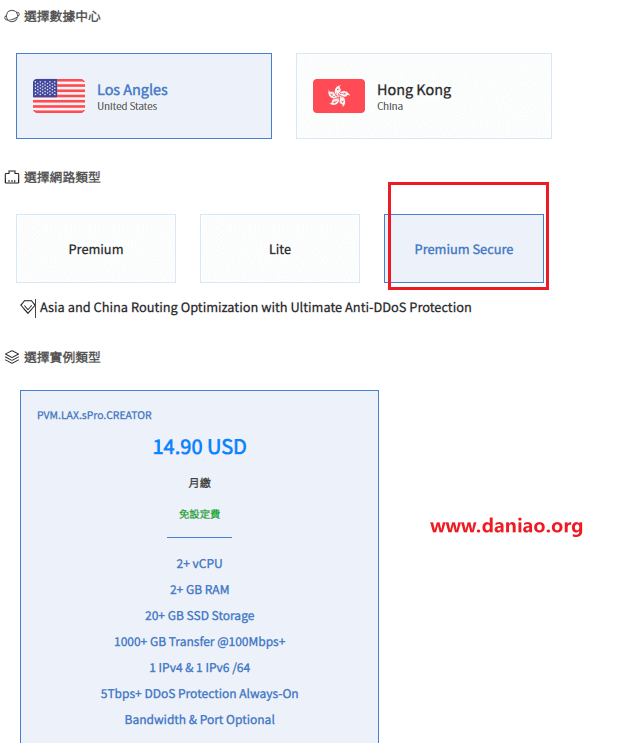 選擇數據中心
Los Angles
United States
Hong Kong
China
選擇網路類型
Premium
Lite
Premium Secure
Asia and China Routing Optimization with Ultimate Anti-DDoS Protection
選擇實例類型
PVM.LAX.sPro.CREATOR
14.90 USD
月繳
免設定費
2+ vCPU
2+ GB RAM
20+ GB SSD Storage
1000+ GB Transfer @100Mbps+
1 IPv4 & 1 IPv6 /64
5Tbps+ DDoS Protection Always-On
Bandwidth & Port Optional
www.daniao.org